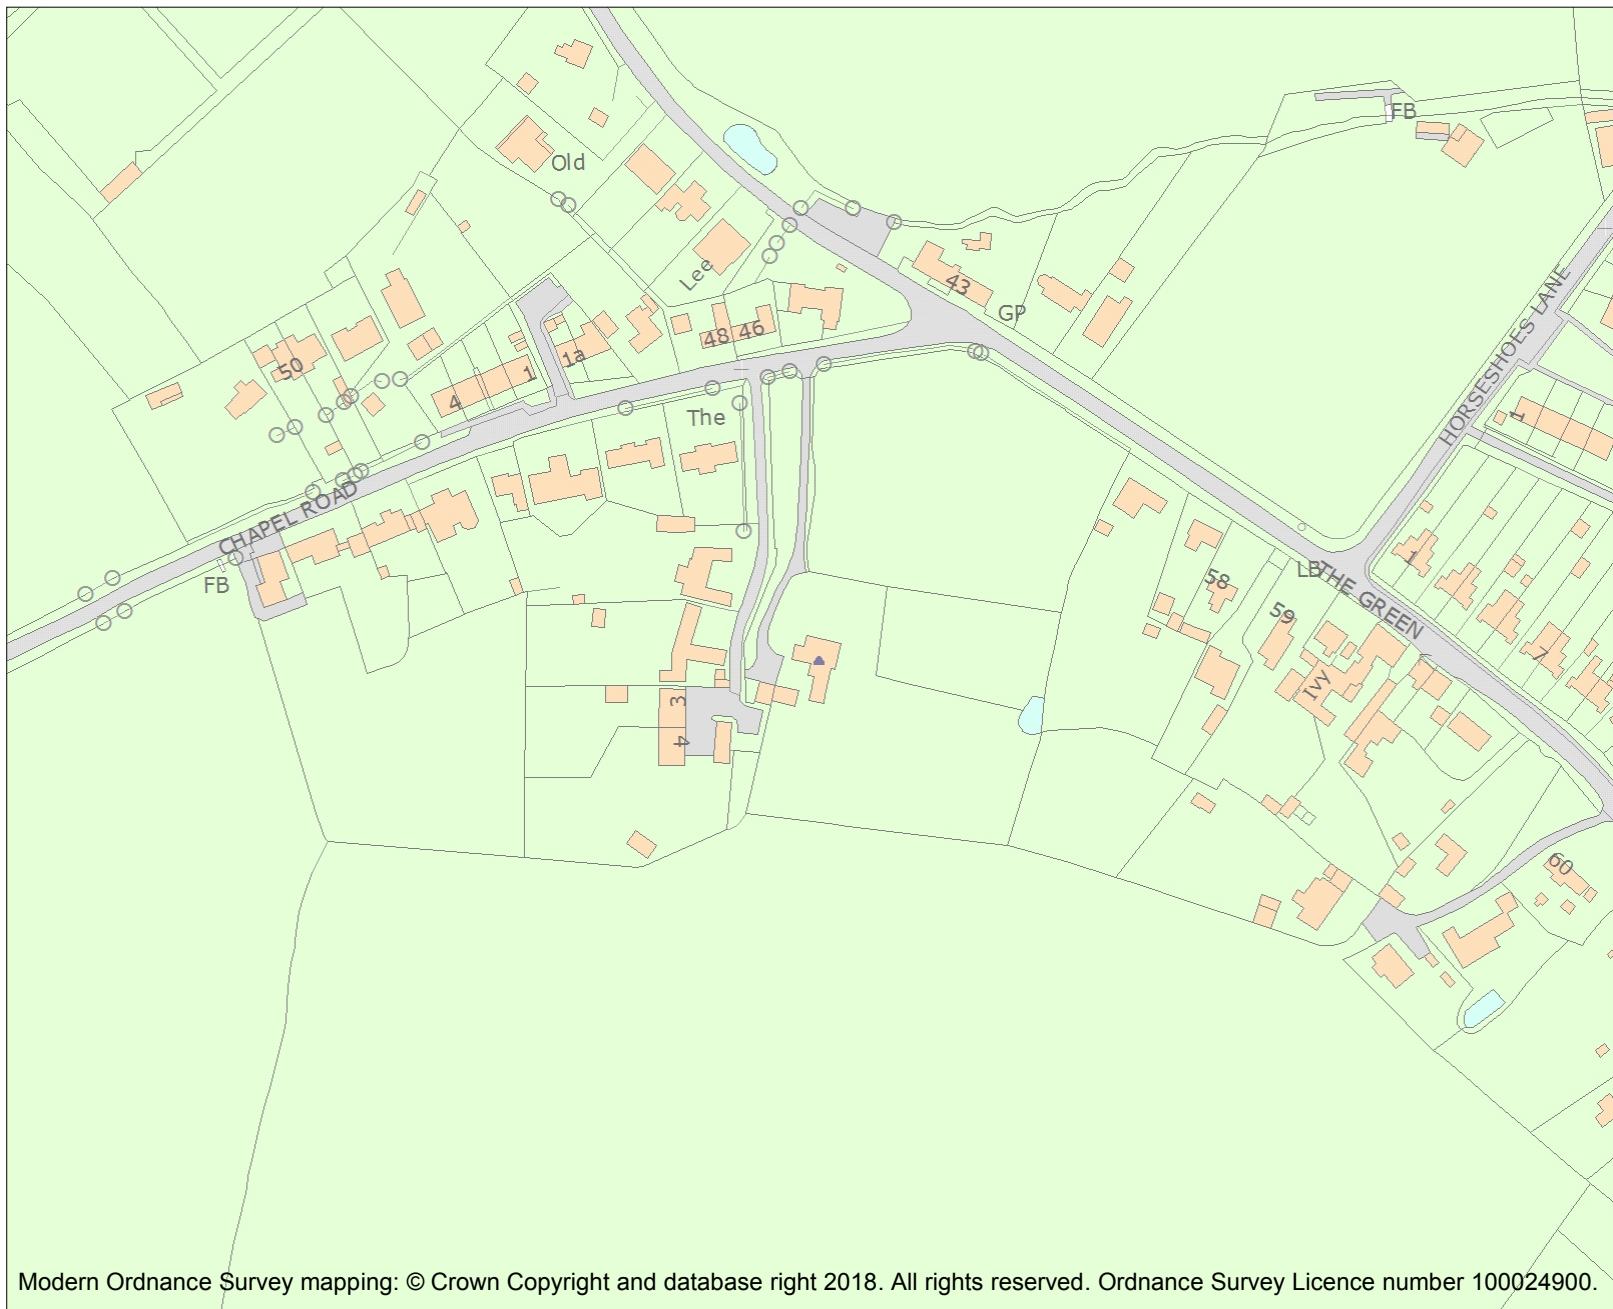 FB
Old
HORSESHOES LANE
Lee
43
GP
48
46
1a
50
1
4
The
1
CHAPEL ROAD
1
FB
58
LB
THE GREEN
59
7
Ivy
3
4
60
Modern Ordnance Survey mapping: © Crown Copyright and database right 2018. All rights reserved. Ordnance Survey Licence number 100024900.